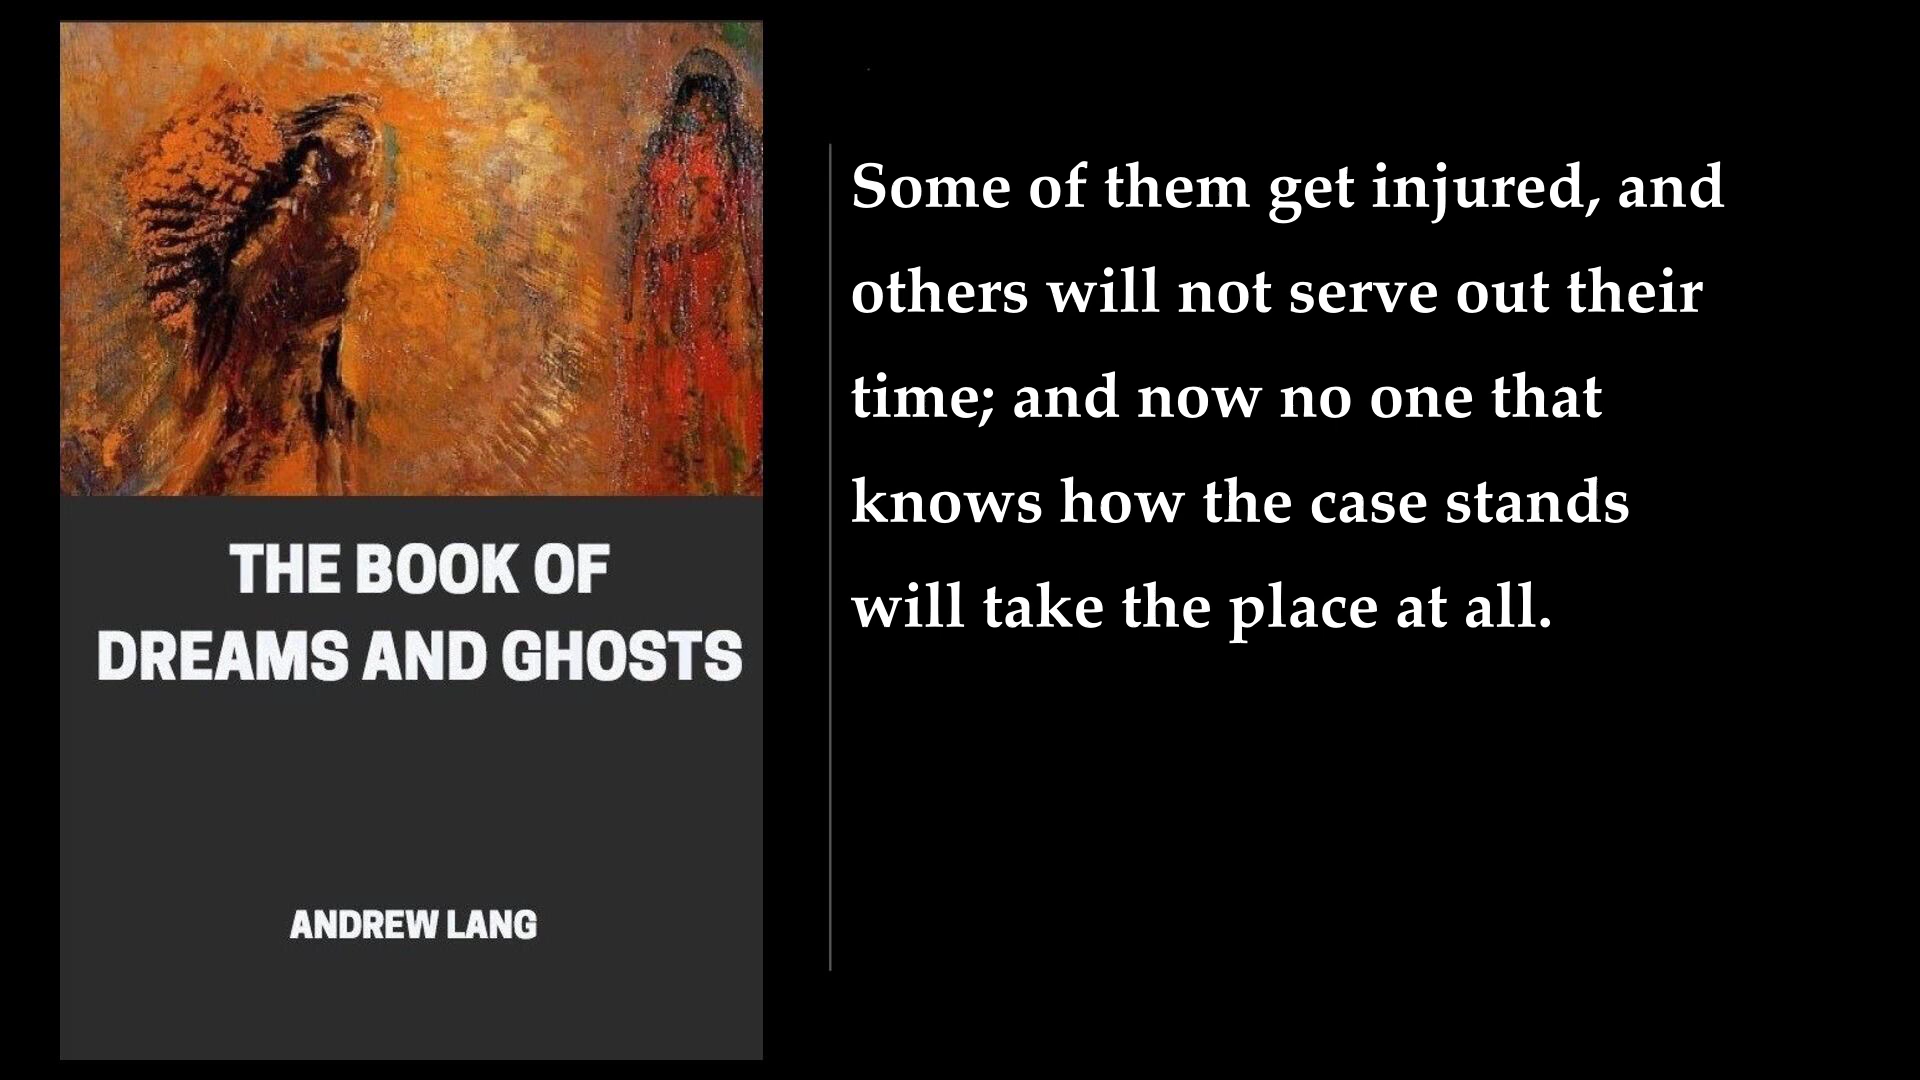 THE BOOK OF
DREAMS AND GHOSTS
ANDREW LANG
Some of them get injured, and
others will not serve out their
time; and now no one that
knows how the case stands
will take the place at all.